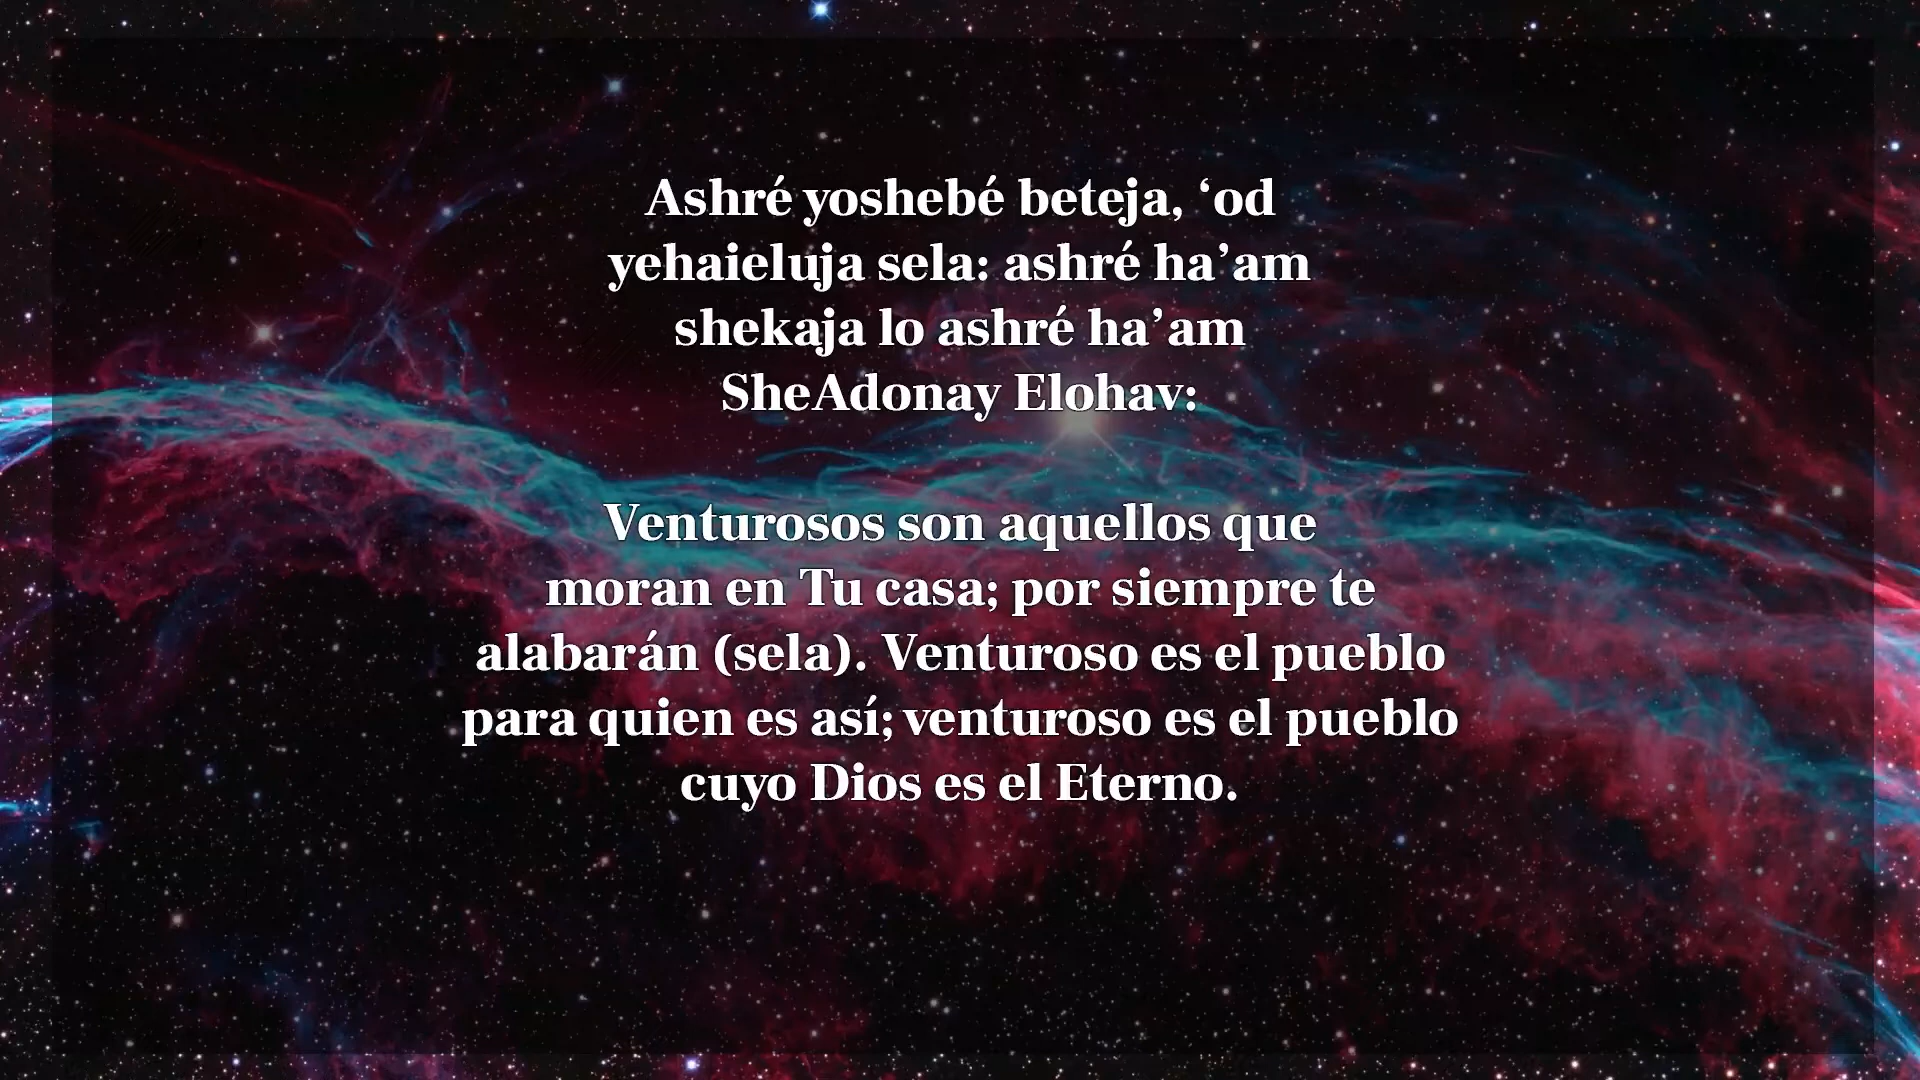 Ashré yoshebé beteja, ‘od
yehaieluja sela: ashré ha’am
shekaja lo ashré ha’am
SheAdonay Elohav:
Venturosos son aquellos que
moran en Tu casa; por siempre te
alabarán (sela). Venturoso es el pueblo
para quien es así; venturoso es el pueblo
cuyo Dios es el Eterno.